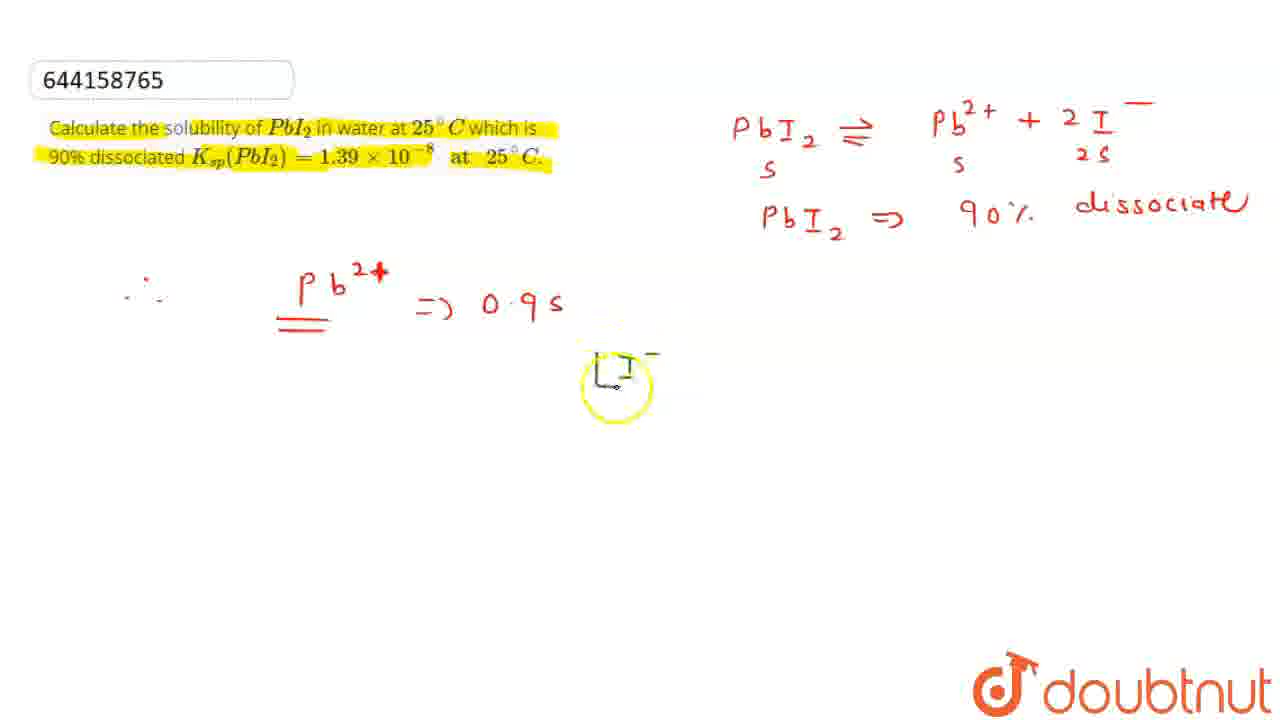 644158765
Calculate the solubility of PbI₂ in water at 25°C which is
90% dissociated K_sp(PbI₂) = 1.39 × 10⁻⁸ at 25°C.
PbI₂ ⇌ Pb²⁺ + 2I⁻
s s 2s
PbI₂ ⇒ 90% dissociate
∴ Pb²⁺ ⇒ 0.9s
[I⁻
doubtnut